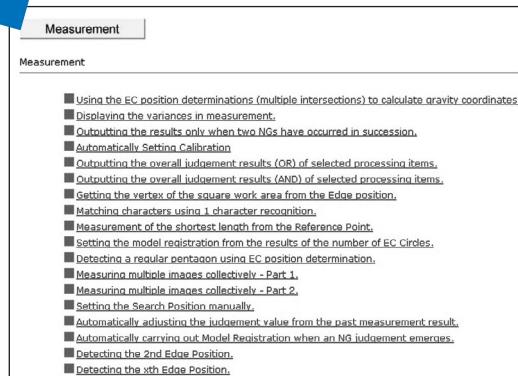 Measurement
Measurement
Using the EC position determinations (multiple intersections) to calculate gravity coordinates
Displaying the variances in measurement.
Outputting the results only when two NGs have occurred in succession.
Automatically Setting Calibration
Outputting the overall judgement results (OR) of selected processing items.
Outputting the overall judgement results (AND) of selected processing items.
Getting the vertex of the square work area from the Edge position.
Matching characters using 1 character recognition.
Measurement of the shortest length from the Reference Point.
Setting the model registration from the results of the number of EC Circles.
Detecting a regular pentagon using EC position determination.
Measuring multiple images collectively - Part 1.
Measuring multiple images collectively - Part 2.
Setting the Search Position manually.
Automatically adjusting the judgement value from the past measurement result.
Automatically carrying out Model Registration when an NG judgement emerges.
Detecting the 2nd Edge Position.
Detecting the xth Edge Position.